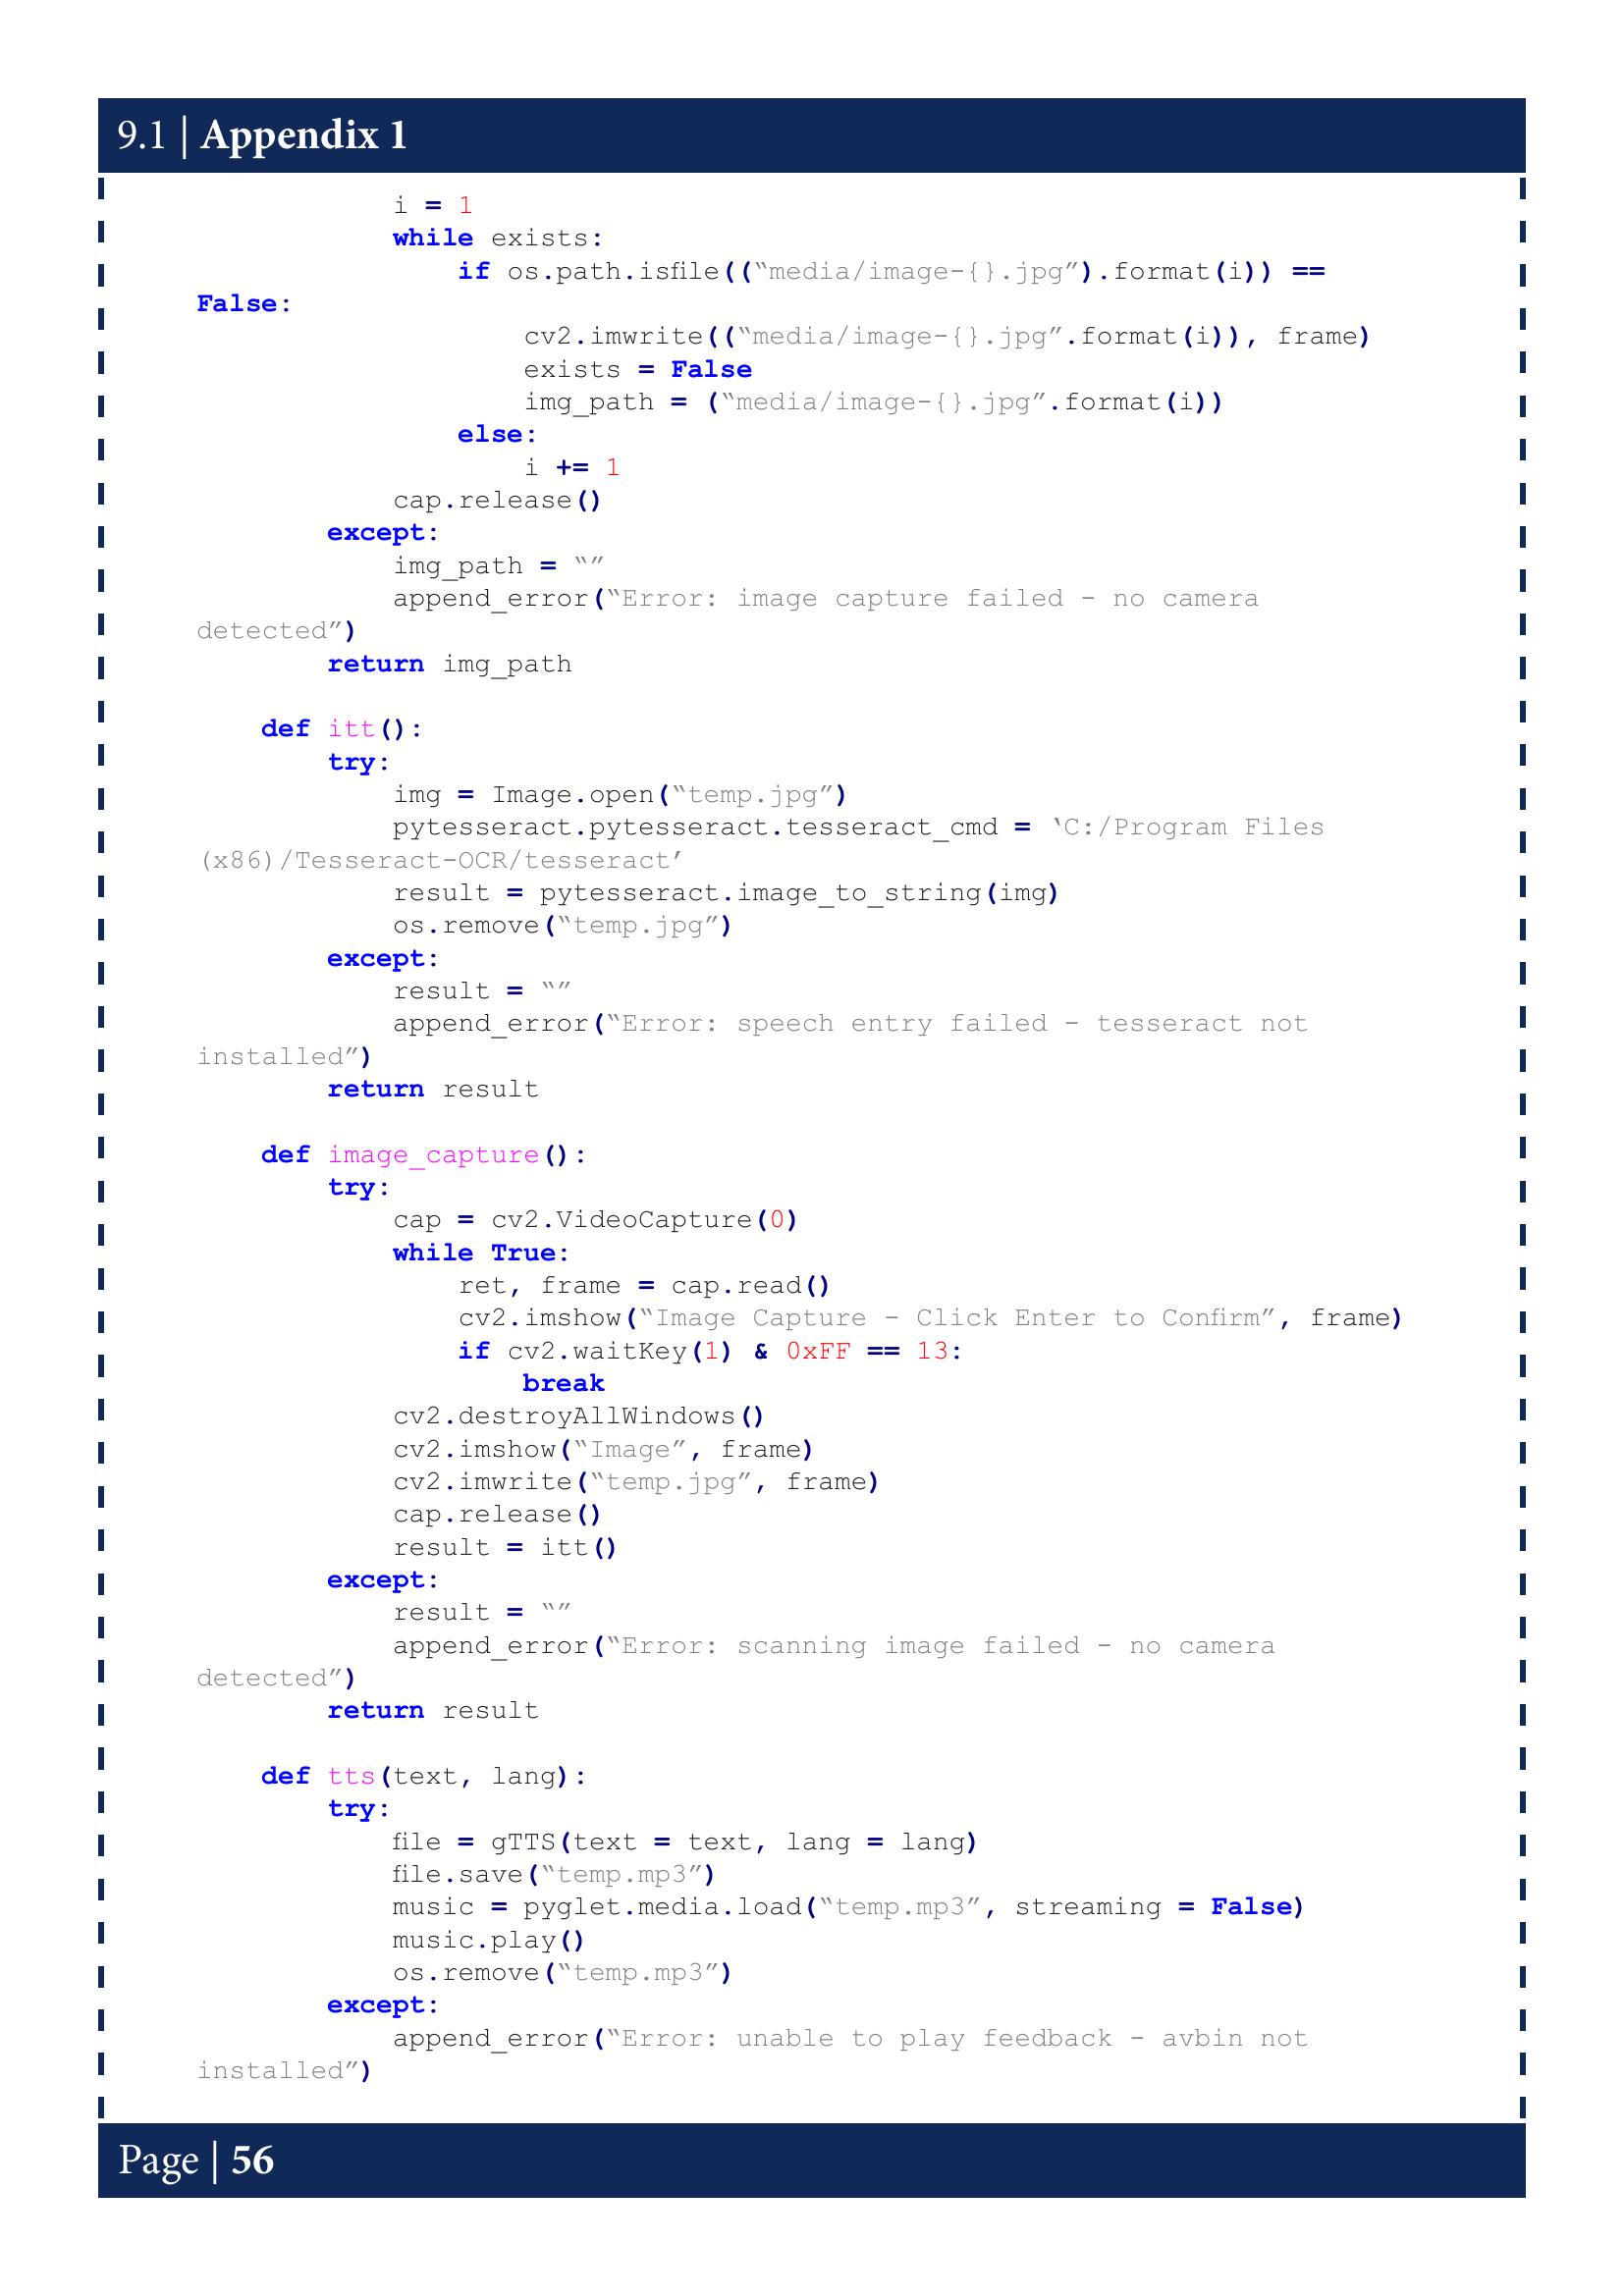 9.1 | Appendix 1
i = 1
while exists:
if os.path.isfile((“media/image-{}.jpg”).format(i)) ==
False:
cv2.imwrite((“media/image-{}.jpg”.format(i)), frame)
exists = False
img_path = (“media/image-{}.jpg”.format(i))
else:
i += 1
cap.release()
except:
img_path = “”
append_error(“Error: image capture failed - no camera
detected”)
return img_path
def itt():
try:
img = Image.open(“temp.jpg”)
pytesseract.pytesseract.tesseract_cmd = ‘C:/Program Files
(x86)/Tesseract-OCR/tesseract’
result = pytesseract.image_to_string(img)
os.remove(“temp.jpg”)
except:
result = “”
append_error(“Error: speech entry failed - tesseract not
installed”)
return result
def image_capture():
try:
cap = cv2.VideoCapture(0)
while True:
ret, frame = cap.read()
cv2.imshow(“Image Capture - Click Enter to Confirm”, frame)
if cv2.waitKey(1) & 0xFF == 13:
break
cv2.destroyAllWindows()
cv2.imshow(“Image”, frame)
cv2.imwrite(“temp.jpg”, frame)
cap.release()
result = itt()
except:
result = “”
append_error(“Error: scanning image failed - no camera
detected”)
return result
def tts(text, lang):
try:
file = gTTS(text = text, lang = lang)
file.save(“temp.mp3”)
music = pyglet.media.load(“temp.mp3”, streaming = False)
music.play()
os.remove(“temp.mp3”)
except:
append_error(“Error: unable to play feedback - avbin not
installed”)
Page | 56